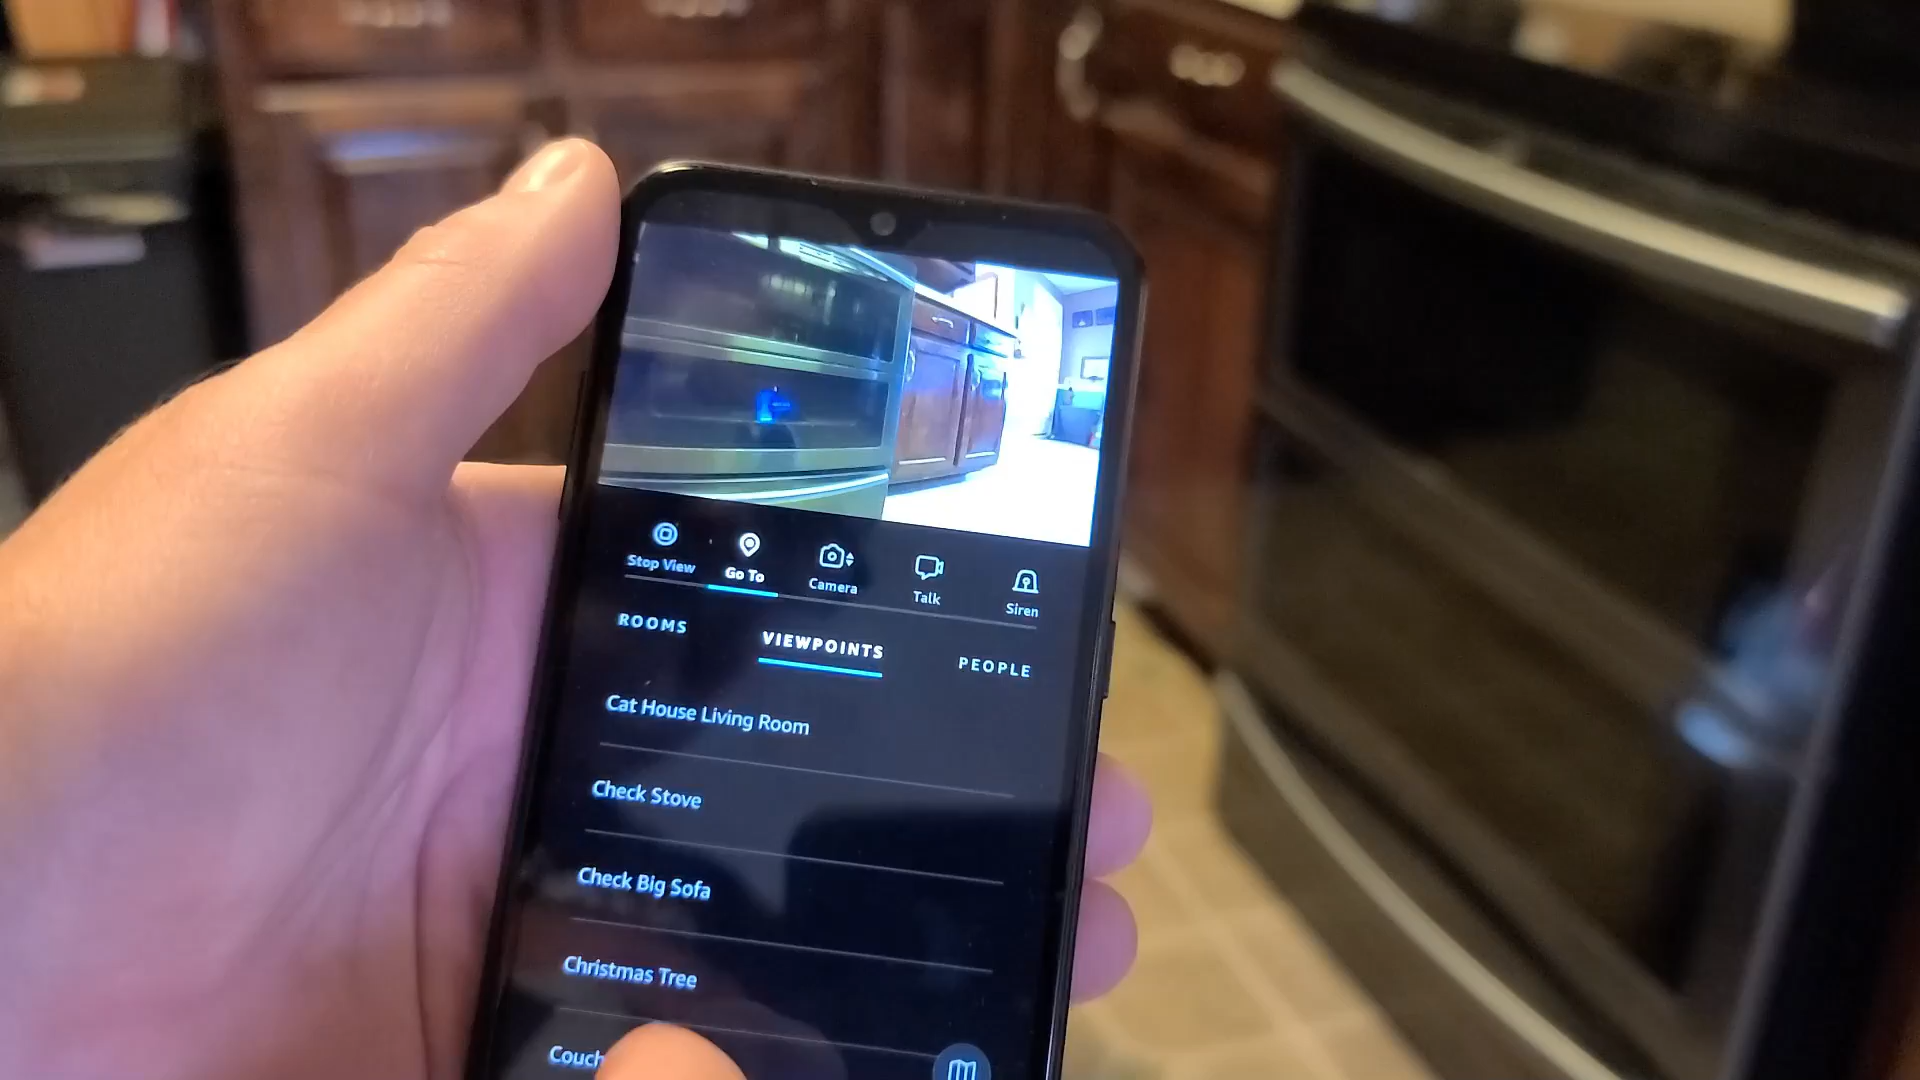 Stop View
Go To
Camera
Talk
Siren
ROOMS
VIEWPOINTS
PEOPLE
Cat House Living Room
Check Stove
Check Big Sofa
Christmas Tree
Couch